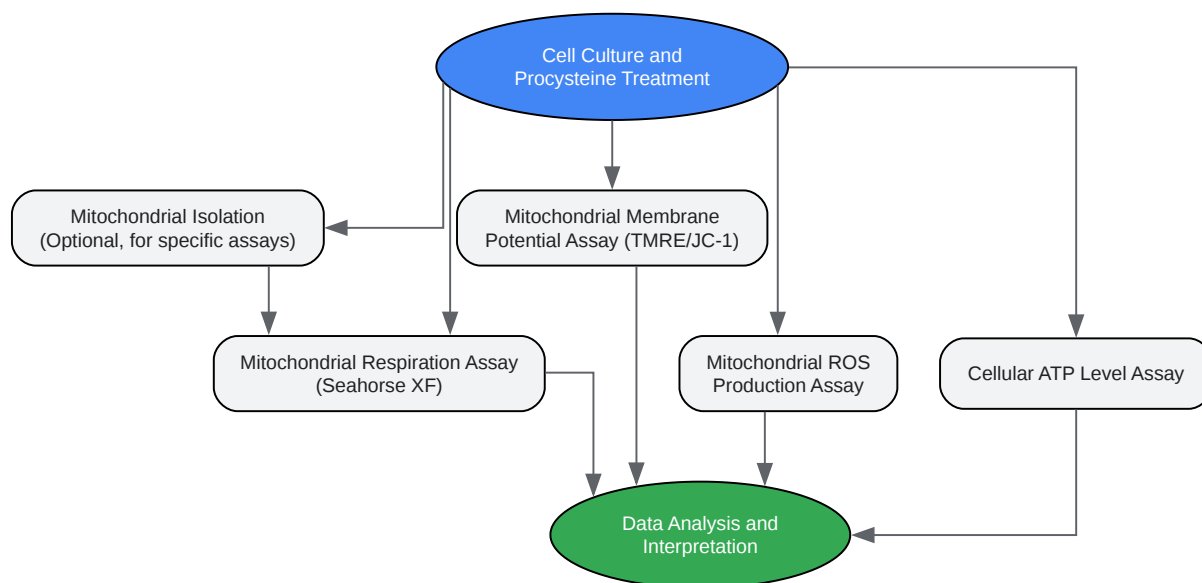 Cell Culture and
Procysteine Treatment
Mitochondrial Isolation
(Optional, for specific assays)
Mitochondrial Membrane
Potential Assay (TMRE/JC-1)
Mitochondrial Respiration Assay
(Seahorse XF)
Mitochondrial ROS
Production Assay
Cellular ATP Level Assay
Data Analysis and
Interpretation